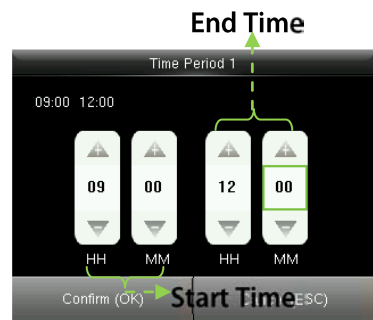 End Time
Time Period 1
09:00 12:00
09 00 12 00
HH MM HH MM
Confirm (OK) Start Time ESC)